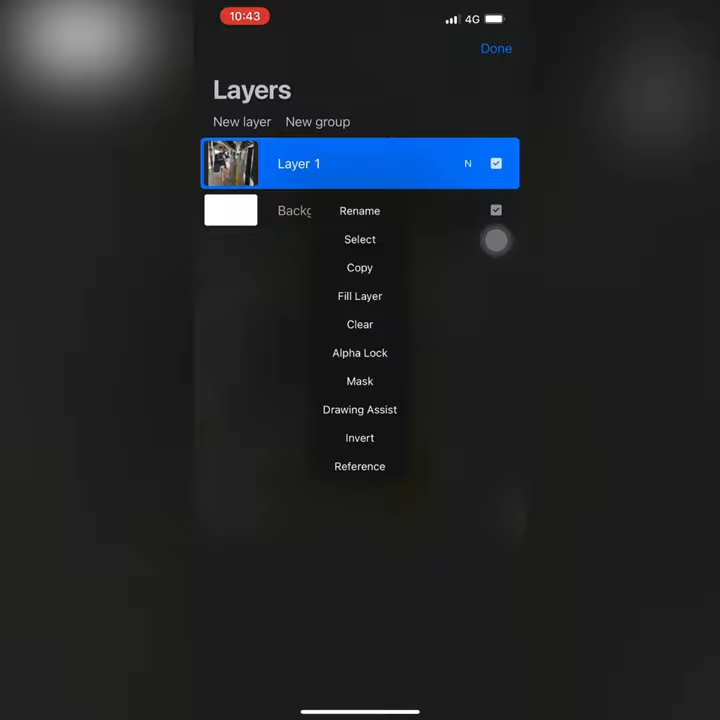 10:43
4G
Done
Layers
New layer New group
Layer 1 N
Backg
Rename
Select
Copy
Fill Layer
Clear
Alpha Lock
Mask
Drawing Assist
Invert
Reference